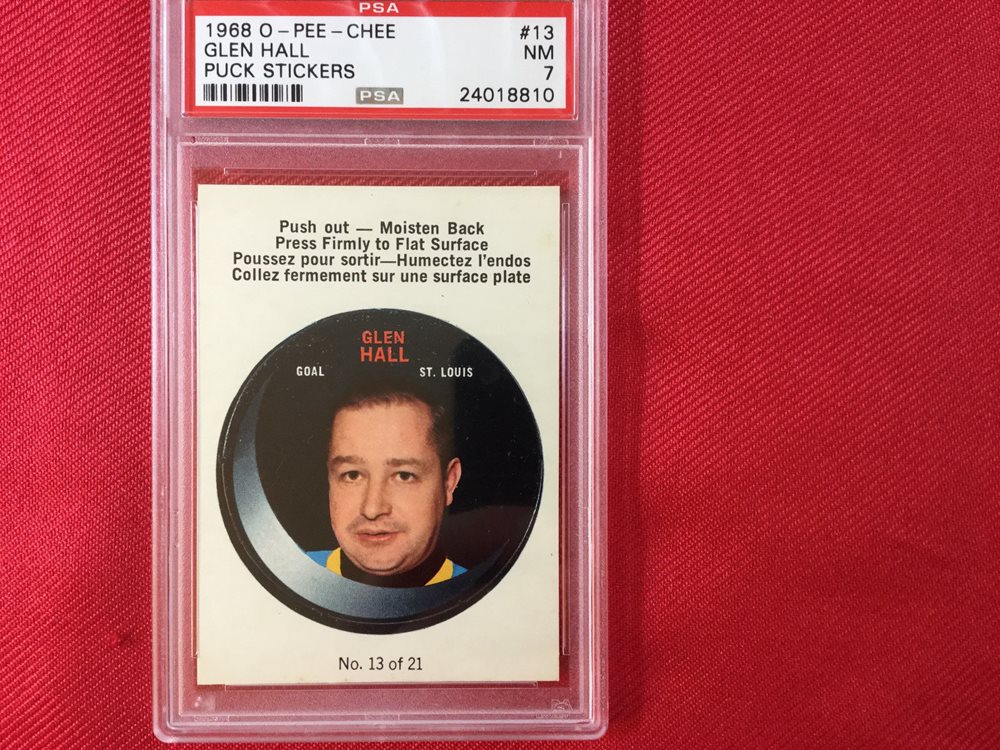 PSA
1968 O-PEE-CHEE #13
GLEN HALL NM
PUCK STICKERS 7
PSA 24018810
Push out — Moisten Back
Press Firmly to Flat Surface
Poussez pour sortir—Humectez l'endos
Collez fermement sur une surface plate
GLEN
HALL
GOAL ST. LOUIS
No. 13 of 21